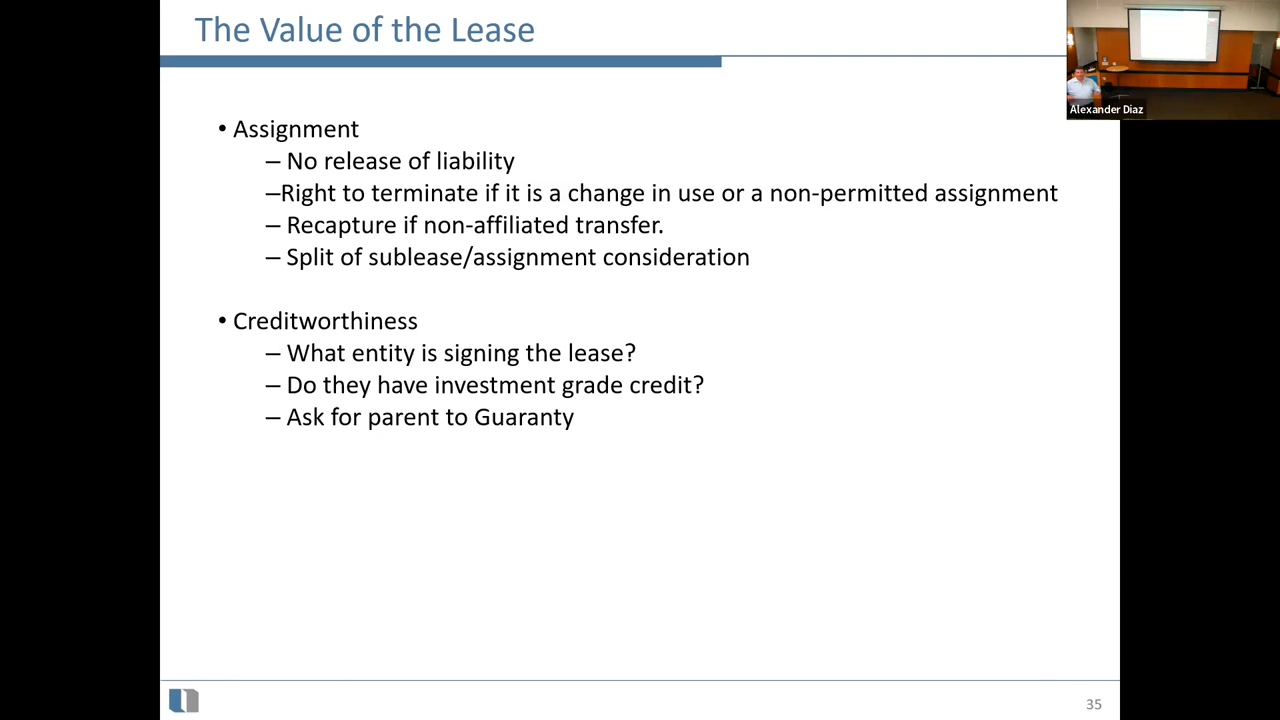 The Value of the Lease
Alexander Diaz
• Assignment
– No release of liability
–Right to terminate if it is a change in use or a non-permitted assignment
– Recapture if non-affiliated transfer.
– Split of sublease/assignment consideration
• Creditworthiness
– What entity is signing the lease?
– Do they have investment grade credit?
– Ask for parent to Guaranty
35